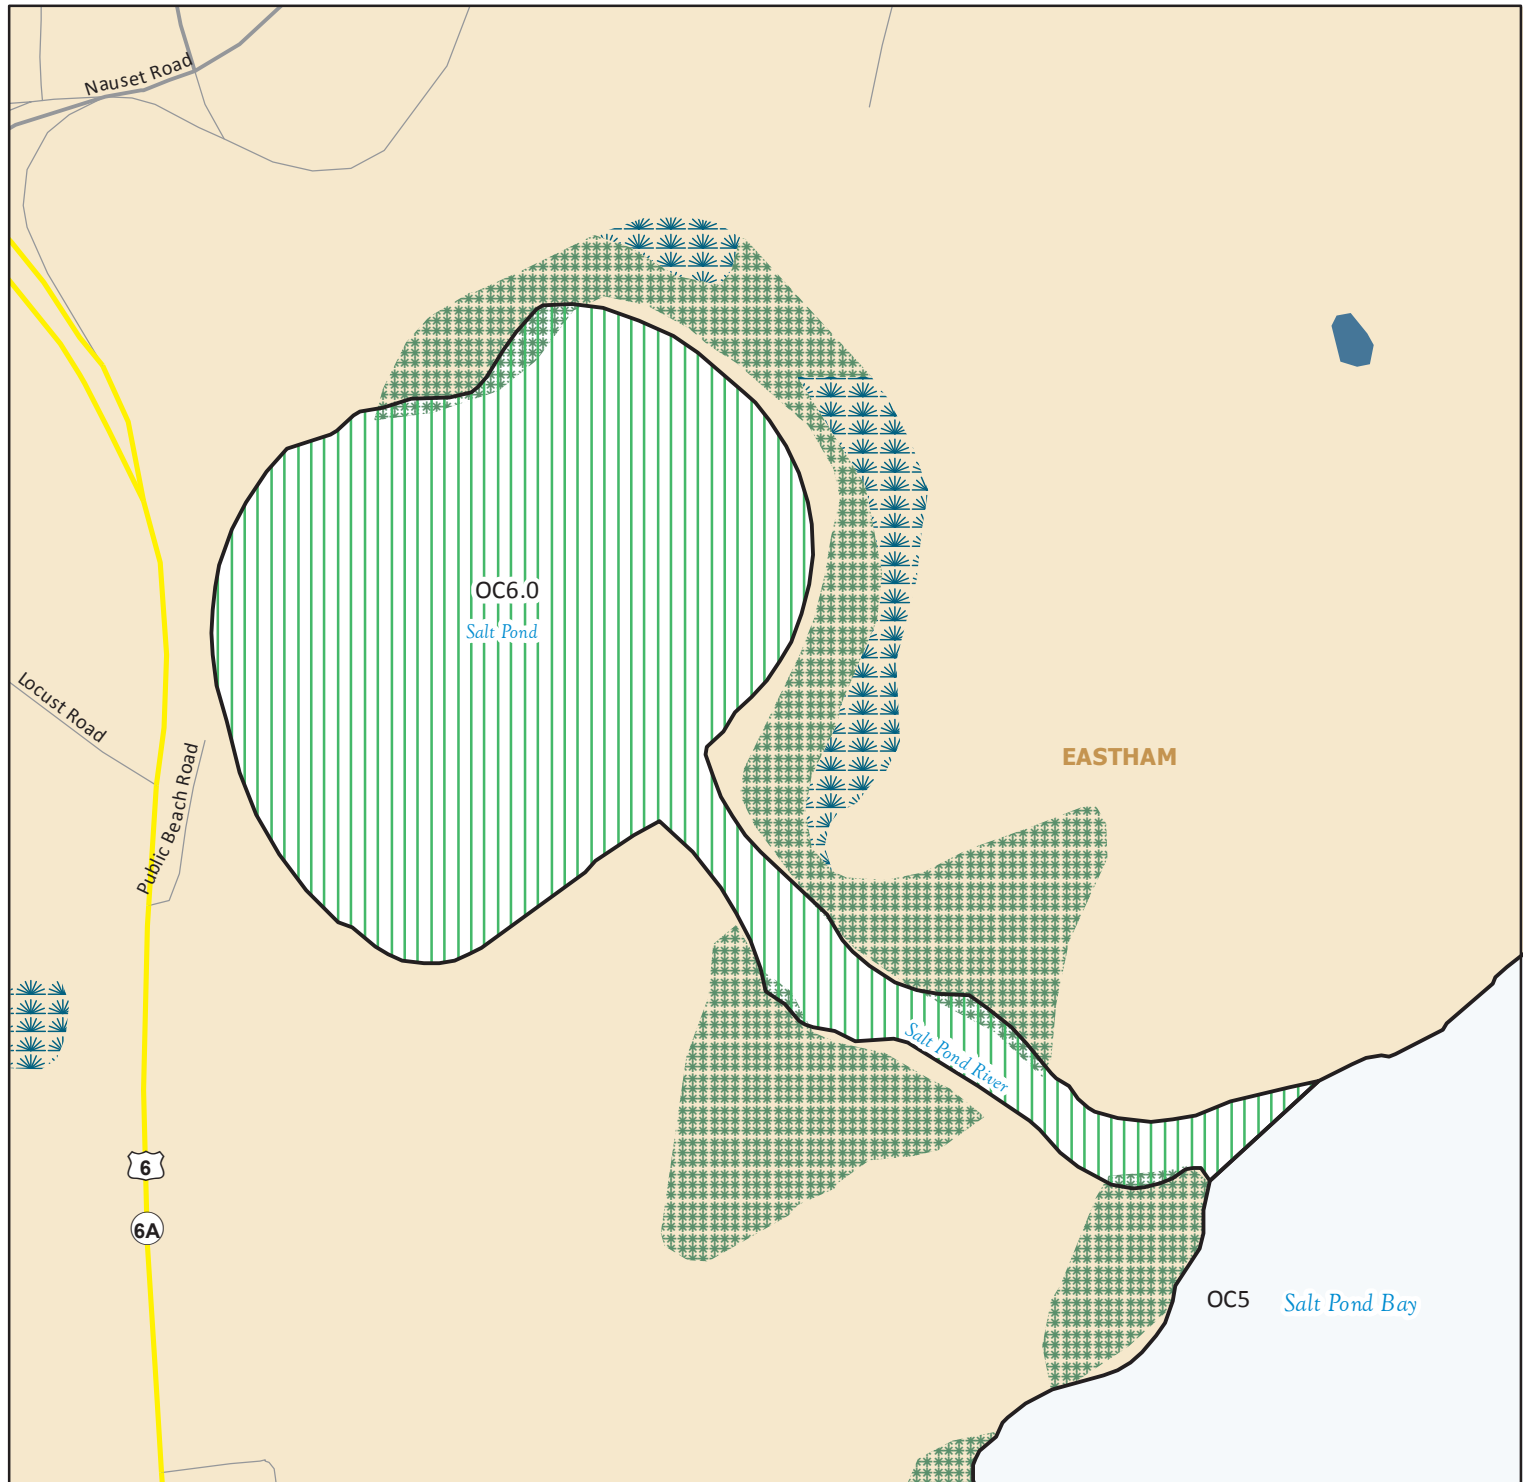 Nauset Road
OC6.0
Salt Pond
Locust Road
Public Beach Road
EASTHAM
Salt Pond River
6
6A
OC5
Salt Pond Bay